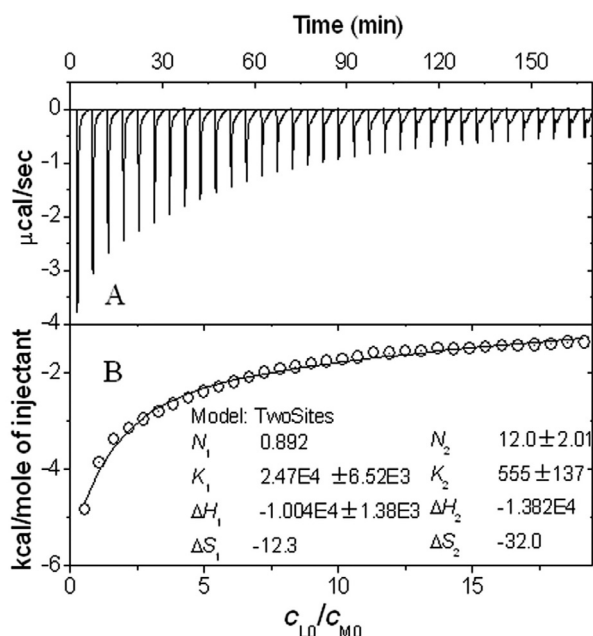 Time (min)
0 30 60 90 120 150
0
-1
-2
-3
-4
μcal/sec
A
B
-2
-4
-6
kcal/mole of injectant
Model: TwoSites
N₁ 0.892 N₂ 12.0±2.01
K₁ 2.47E4 ±6.52E3 K₂ 555±137
ΔH₁ -1.004E4±1.38E3 ΔH₂ -1.382E4
ΔS₁ -12.3 ΔS₂ -32.0
0 5 10 15
c_L0/c_M0